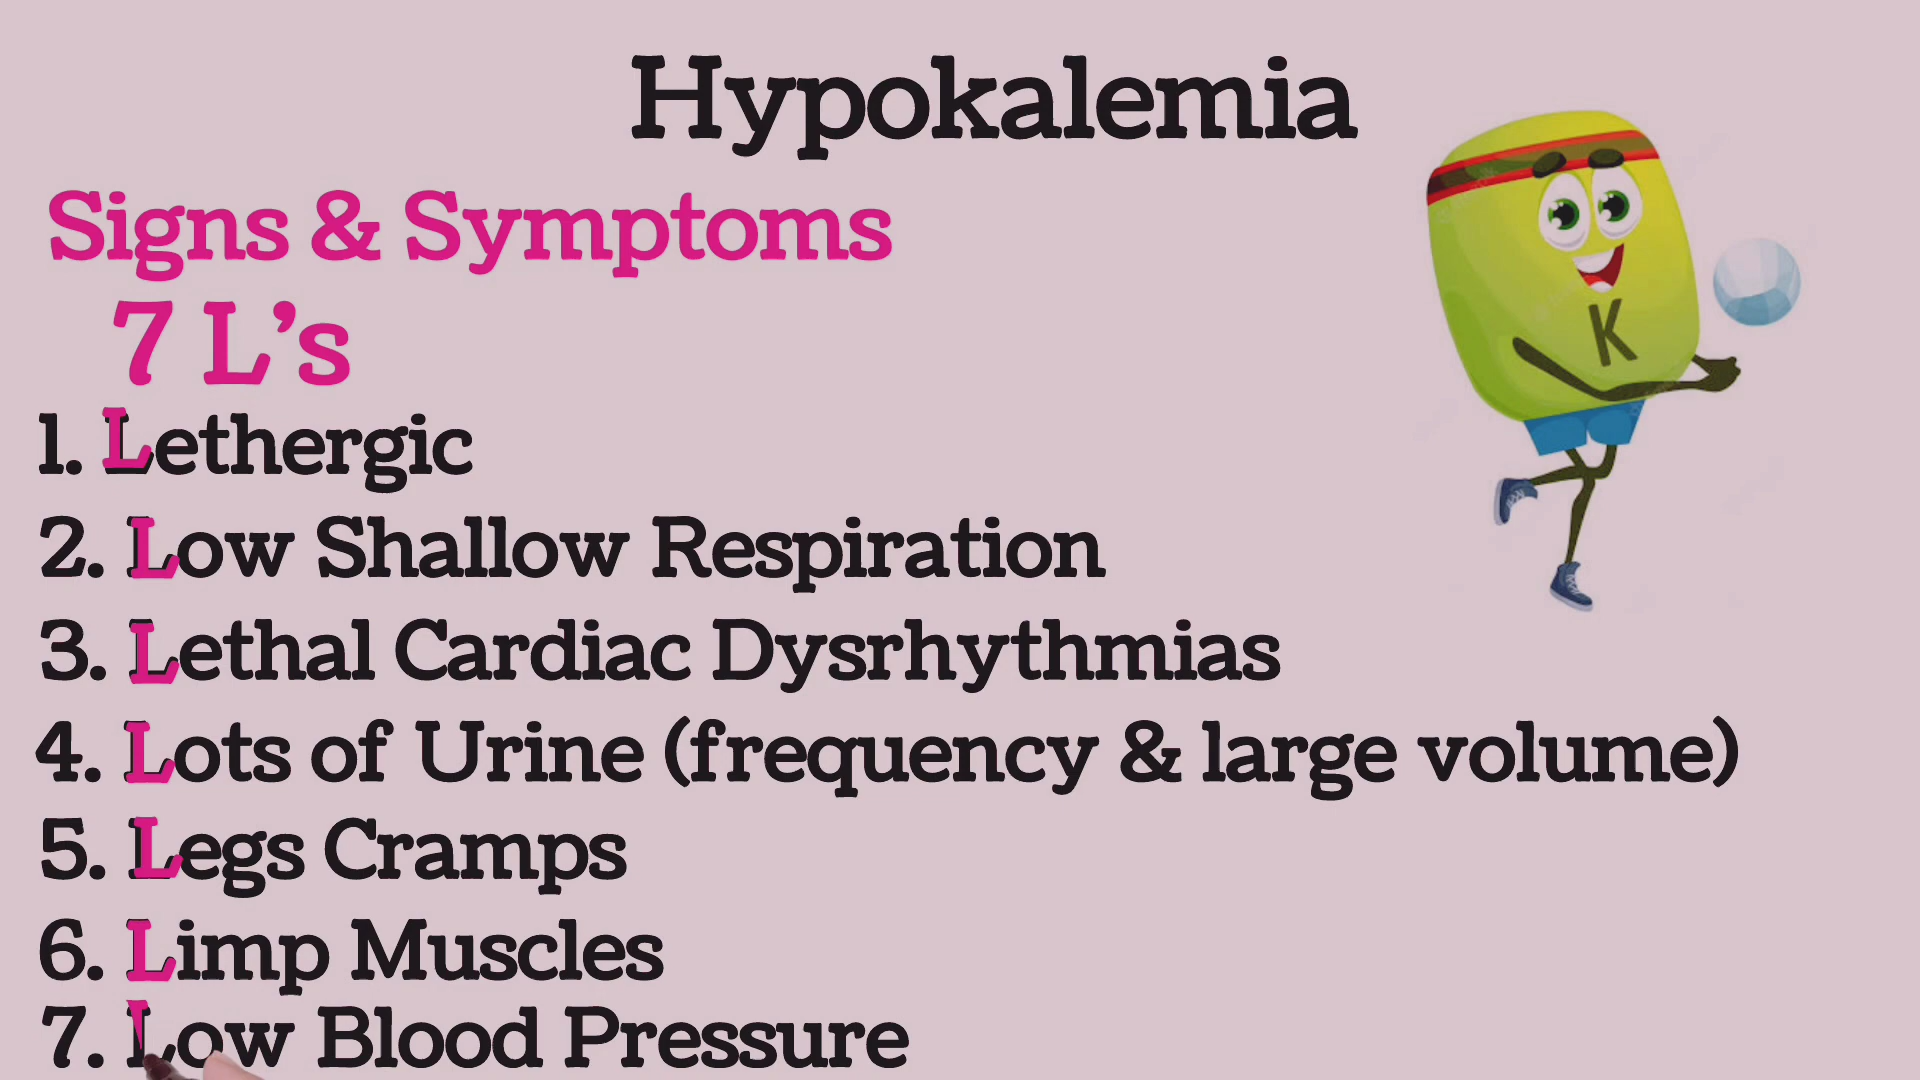 Hypokalemia
Signs & Symptoms
7 L's
1. Lethergic
2. Low Shallow Respiration
3. Lethal Cardiac Dysrhythmias
4. Lots of Urine (frequency & large volume)
5. Legs Cramps
6. Limp Muscles
7. Low Blood Pressure
K